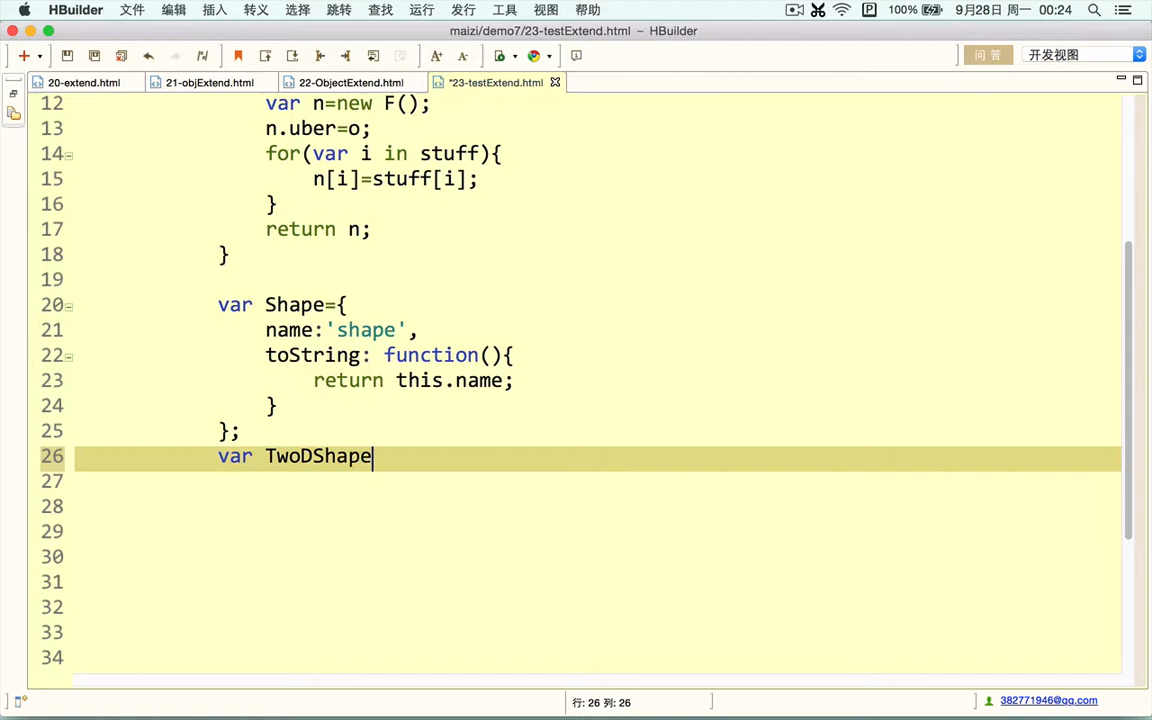 HBuilder 文件 编辑 插入 转义 选择 跳转 查找 运行 发行 工具 视图 帮助 P 100% 9月28日 周一 00:24
maizi/demo7/23-testExtend.html — HBuilder
问答 开发视图
20-extend.html 21-objExtend.html 22-ObjectExtend.html *23-testExtend.html
12 var n=new F();
13 n.uber=o;
14 for(var i in stuff){
15 n[i]=stuff[i];
16 }
17 return n;
18 }
19
20 var Shape={
21 name:'shape',
22 toString: function(){
23 return this.name;
24 }
25 };
26 var TwoDShape
27
28
29
30
31
32
33
34
行: 26 列: 26 382771946@qq.com